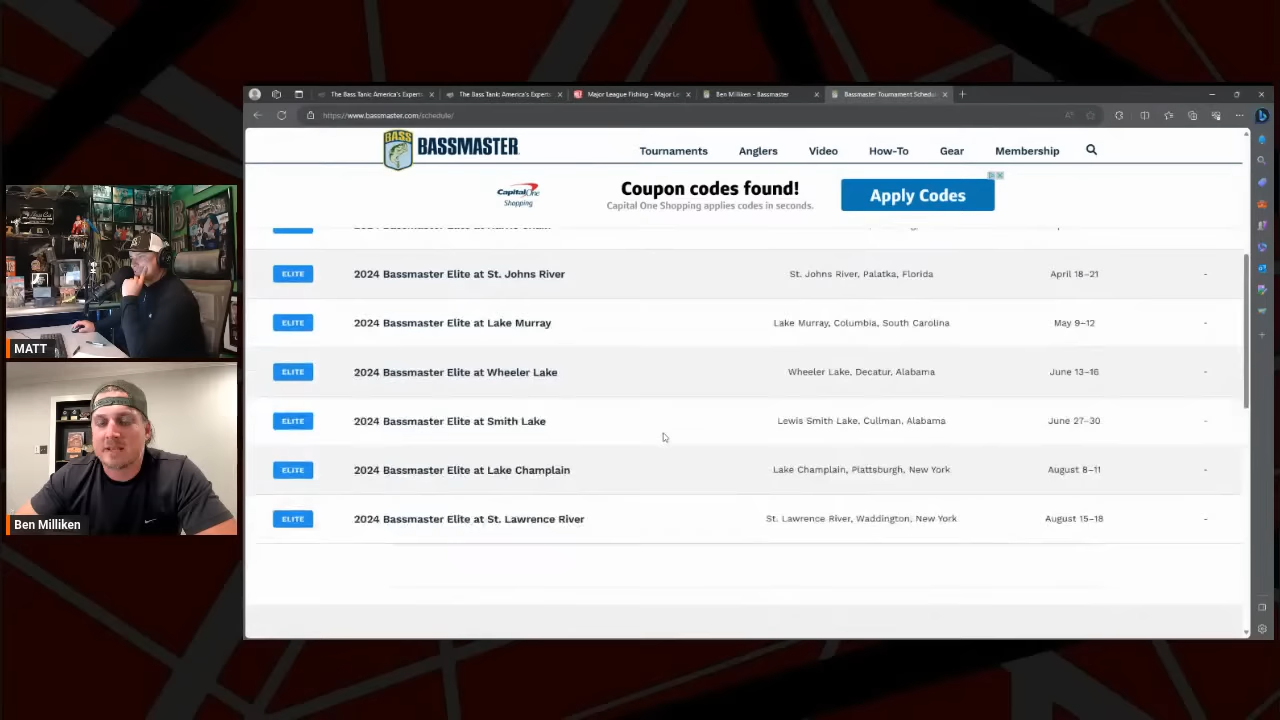 The Bass Tank: America's Expert
The Bass Tank: America's Expert
Major League Fishing - Major Le
Ben Milliken - Bassmaster
Bassmaster Tournament Schedu
https://www.bassmaster.com/schedule/
BASS
BASSMASTER
Tournaments
Anglers
Video
How-To
Gear
Membership
Capital One
Shopping
Coupon codes found!
Capital One Shopping applies codes in seconds.
Apply Codes
ELITE 2024 Bassmaster Elite at St. Johns River St. Johns River, Palatka, Florida April 18–21 -
ELITE 2024 Bassmaster Elite at Lake Murray Lake Murray, Columbia, South Carolina May 9–12 -
ELITE 2024 Bassmaster Elite at Wheeler Lake Wheeler Lake, Decatur, Alabama June 13–16 -
ELITE 2024 Bassmaster Elite at Smith Lake Lewis Smith Lake, Cullman, Alabama June 27–30 -
ELITE 2024 Bassmaster Elite at Lake Champlain Lake Champlain, Plattsburgh, New York August 8–11 -
ELITE 2024 Bassmaster Elite at St. Lawrence River St. Lawrence River, Waddington, New York August 15–18 -
MATT
Ben Milliken